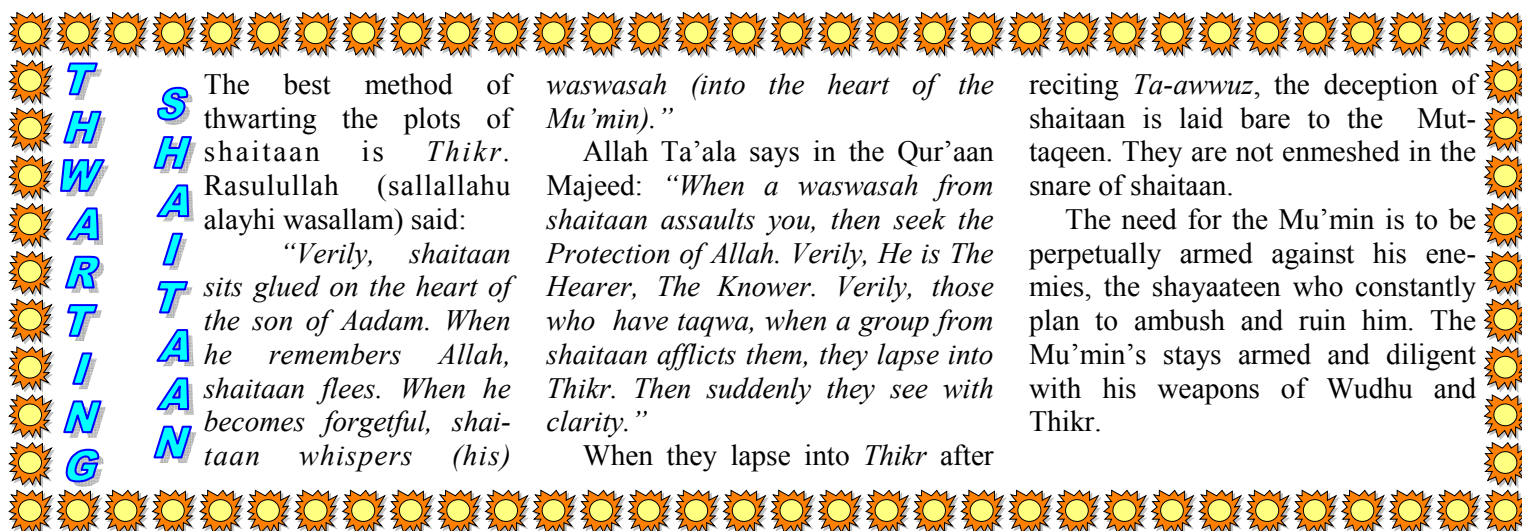 THWARTING
SHAITAAN
The best method of
thwarting the plots of
shaitaan is Thikr.
Rasulullah (sallallahu
alayhi wasallam) said:
“Verily, shaitaan
sits glued on the heart of
the son of Aadam. When
he remembers Allah,
shaitaan flees. When he
becomes forgetful, shai-
taan whispers (his)
waswasah (into the heart of the
Mu’min).”
Allah Ta’ala says in the Qur’aan
Majeed: “When a waswasah from
shaitaan assaults you, then seek the
Protection of Allah. Verily, He is The
Hearer, The Knower. Verily, those
who have taqwa, when a group from
shaitaan afflicts them, they lapse into
Thikr. Then suddenly they see with
clarity.”
When they lapse into Thikr after
reciting Ta-awwuz, the deception of
shaitaan is laid bare to the Mut-
taqeen. They are not enmeshed in the
snare of shaitaan.
The need for the Mu’min is to be
perpetually armed against his ene-
mies, the shayaateen who constantly
plan to ambush and ruin him. The
Mu’min’s stays armed and diligent
with his weapons of Wudhu and
Thikr.